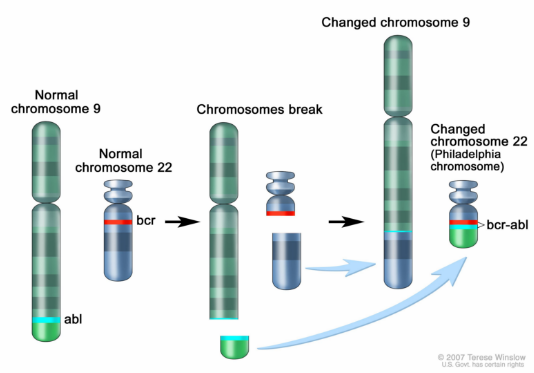 Changed chromosome 9
Normal
chromosome 9
Chromosomes break
Normal
chromosome 22
Changed
chromosome 22
(Philadelphia
chromosome)
bcr
bcr-abl
abl
© 2007 Terese Winslow
U.S. Govt. has certain rights